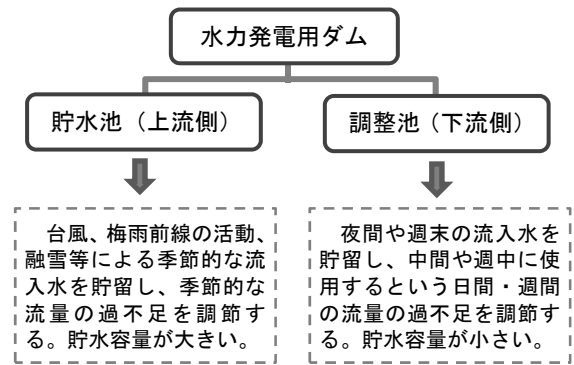 水力発電用ダム
貯水池（上流側）
調整池（下流側）
台風、梅雨前線の活動、
融雪等による季節的な流
入水を貯留し、季節的な
流量の過不足を調節す
る。貯水容量が大きい。
夜間や週末の流入水を
貯留し、中間や週中に使
用するという日間・週間
の流量の過不足を調節す
る。貯水容量が小さい。